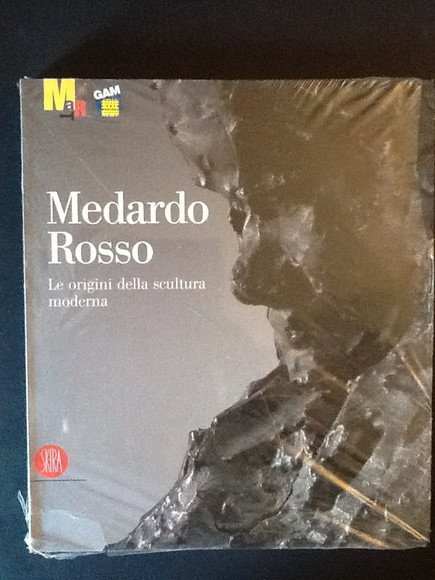 MaRT
GAM
Medardo
Rosso
Le origini della scultura
moderna
SKIRA